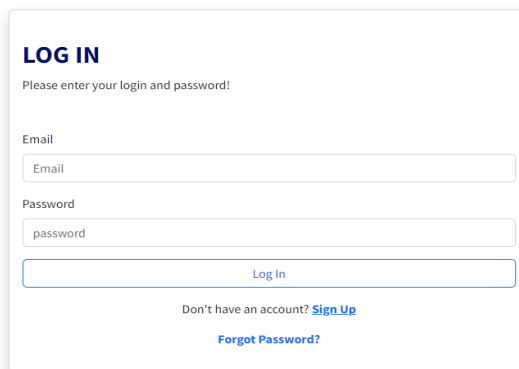 LOG IN
Please enter your login and password!
Email
Email
Password
password
Log In
Don't have an account? Sign Up
Forgot Password?